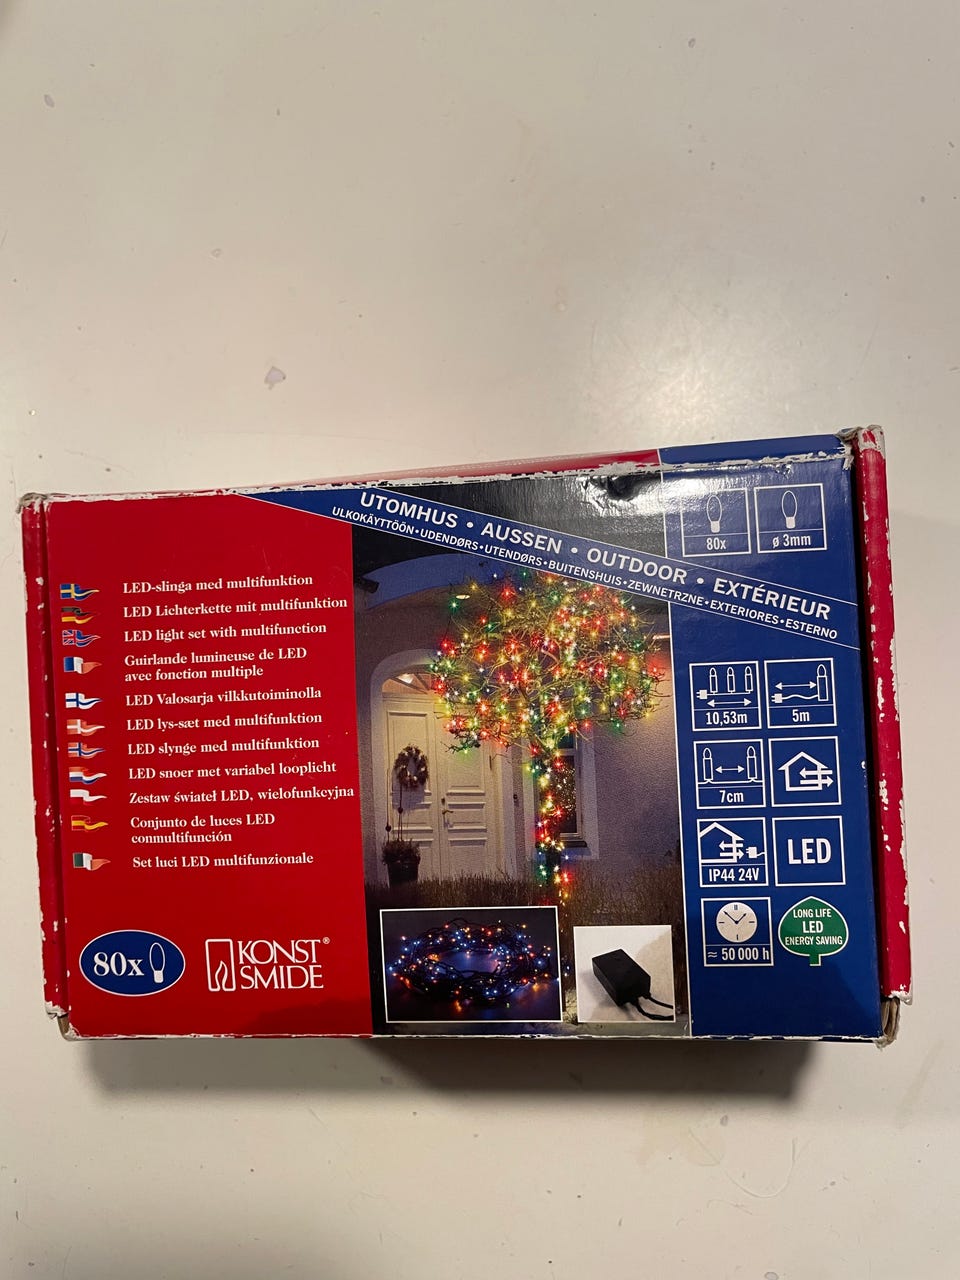 UTOMHUS • AUSSEN • OUTDOOR • EXTÉRIEUR
ULKOKÄYTTÖÖN•UDENDØRS•UTENDØRS•BUITENSHUIS•ZEWNETRZNE•EXTERIORES•ESTERNO
80x
ø 3mm
LED-slinga med multifunktion
LED Lichterkette mit multifunktion
LED light set with multifunction
Guirlande lumineuse de LED
avec fonction multiple
LED Valosarja vilkkutoiminolla
LED lys-sæt med multifunktion
LED slynge med multifunktion
LED snoer met variabel looplicht
Zestaw świateł LED, wielofunkcyjna
Conjunto de luces LED
conmultifunción
Set luci LED multifunzionale
10,53m
5m
7cm
IP44 24V
LED
≈ 50 000 h
LONG LIFE
LED
ENERGY SAVING
80x
KONST®
SMIDE